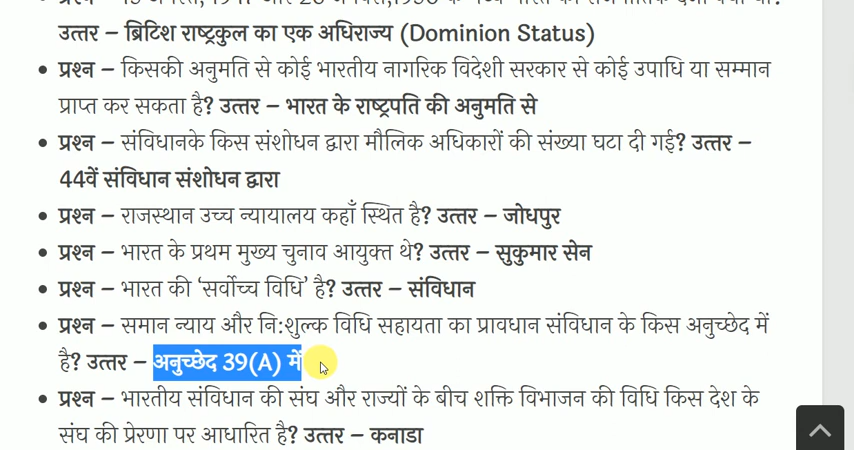 उत्तर – ब्रिटिश राष्ट्रकुल का एक अधिराज्य (Dominion Status)
प्रश्न – किसकी अनुमति से कोई भारतीय नागरिक विदेशी सरकार से कोई उपाधि या सम्मान
प्राप्त कर सकता है? उत्तर – भारत के राष्ट्रपति की अनुमति से
प्रश्न – संविधानके किस संशोधन द्वारा मौलिक अधिकारों की संख्या घटा दी गई? उत्तर –
44वें संविधान संशोधन द्वारा
प्रश्न – राजस्थान उच्च न्यायालय कहाँ स्थित है? उत्तर – जोधपुर
प्रश्न – भारत के प्रथम मुख्य चुनाव आयुक्त थे? उत्तर – सुकुमार सेन
प्रश्न – भारत की ‘सर्वोच्च विधि’ है? उत्तर – संविधान
प्रश्न – समान न्याय और नि:शुल्क विधि सहायता का प्रावधान संविधान के किस अनुच्छेद में
है? उत्तर – अनुच्छेद 39(A) में
प्रश्न – भारतीय संविधान की संघ और राज्यों के बीच शक्ति विभाजन की विधि किस देश के
संघ की प्रेरणा पर आधारित है? उत्तर – कनाडा